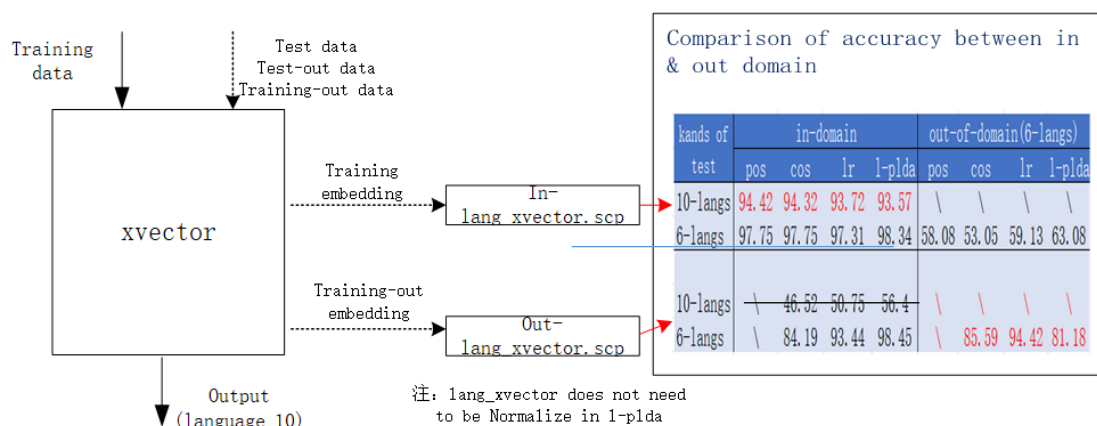 Training
data
Test data
Test-out data
Training-out data
xvector
Training
embedding
In-
lang_xvector.scp
Training-out
embedding
Out-
lang_xvector.scp
Output
(language 10)
注: lang_xvector does not need
to be Normalize in l-plda
Comparison of accuracy between in
& out domain
kands of
test
in-domain out-of-domain(6-langs)
pos cos lr l-plda pos cos lr l-plda
10-langs 94.42 94.32 93.72 93.57 \ \ \ \
6-langs 97.75 97.75 97.31 98.34 58.08 53.05 59.13 63.08
10-langs \ 46.52 50.75 56.4 \ \ \ \
6-langs \ 84.19 93.44 98.45 \ 85.59 94.42 81.18